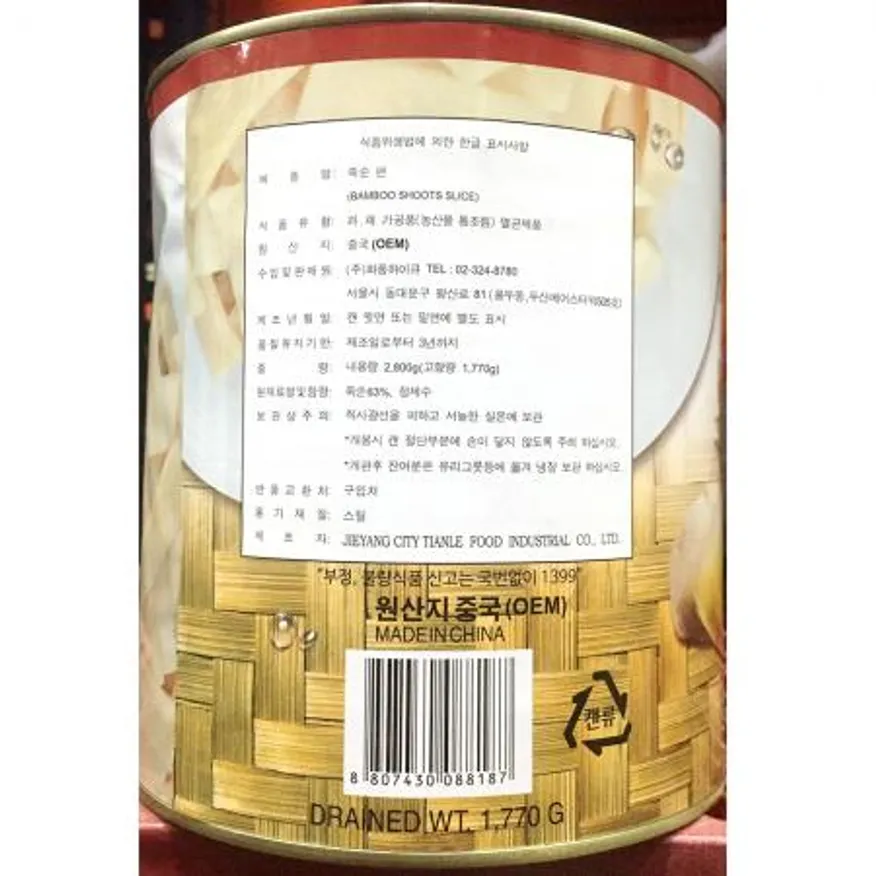 식품위생법에 의한 한글 표시사항
제 품 명: 죽순 편
(BAMBOO SHOOTS SLICE)
식 품 유 형: 과.채 가공품(농산물 통조림) 멸균제품
원 산 지: 중국(OEM)
수입및판매원: (주)화풍하이큐 TEL : 02-324-8780
서울시 동대문구 왕산로 81(용두동,두산베어스타워
제조년월일: 캔 윗면 또는 밑면에 별도 표시
품질유지기한: 제조일로부터 3년까지
중 량: 내용량 2,800g(고형량 1,770g)
원재료명및함량: 죽순63%, 정제수
보관상주의: 직사광선을 피하고 서늘한 실온에 보관
*개봉시 캔 절단부분에 손이 닿지 않도록 주의 하십시오.
*개관후 잔여분은 유리그릇등에 옮겨 냉장 보관 하십시오.
반품교환처: 구입처
용기재질: 스틸
제 조 자: JIEYANG CITY TIANLE FOOD INDUSTRIAL CO., LTD.
"부정, 불량식품 신고는 국번없이 1399"
원산지 중국(OEM)
MADE IN CHINA
캔류
8 807430 088187
DRAINED WT. 1,770 G